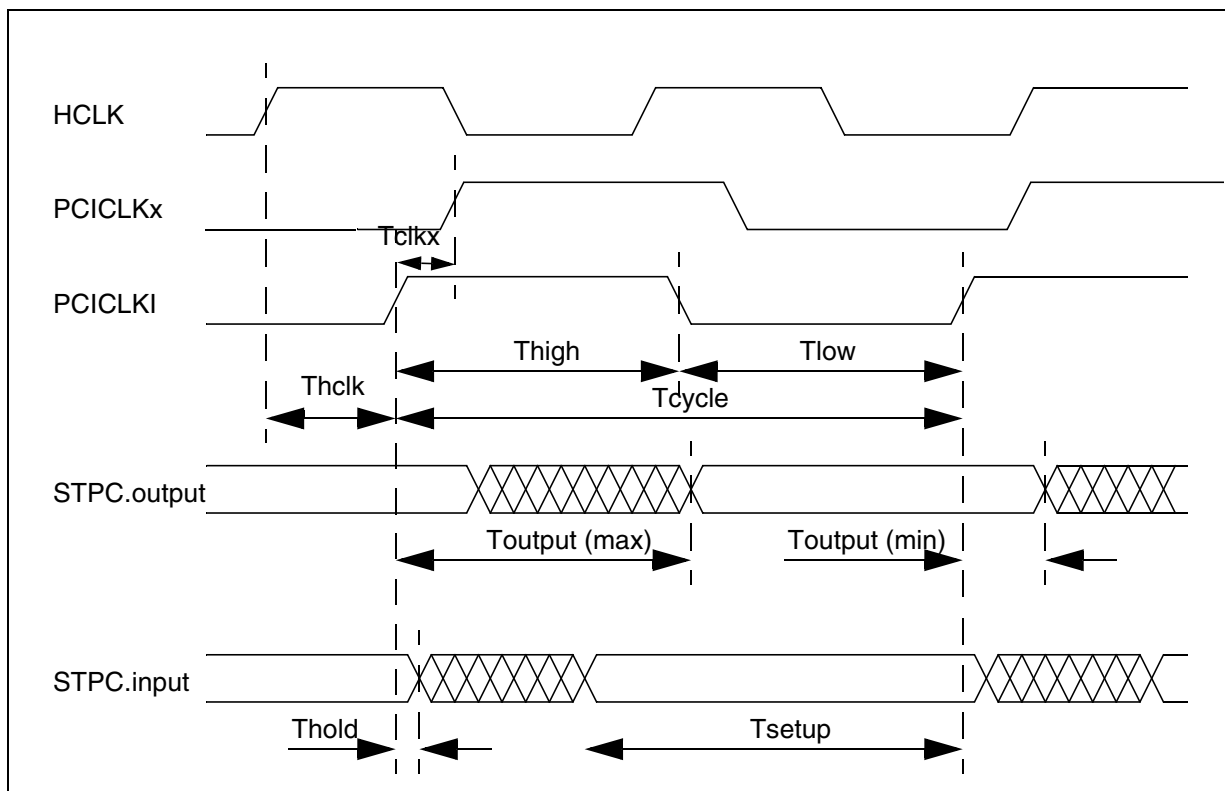 HCLK
PCICLKx
Tclkx
PCICLKI
Thigh
Tlow
Thclk
Tcycle
STPC.output
Toutput (max)
Toutput (min)
STPC.input
Thold
Tsetup